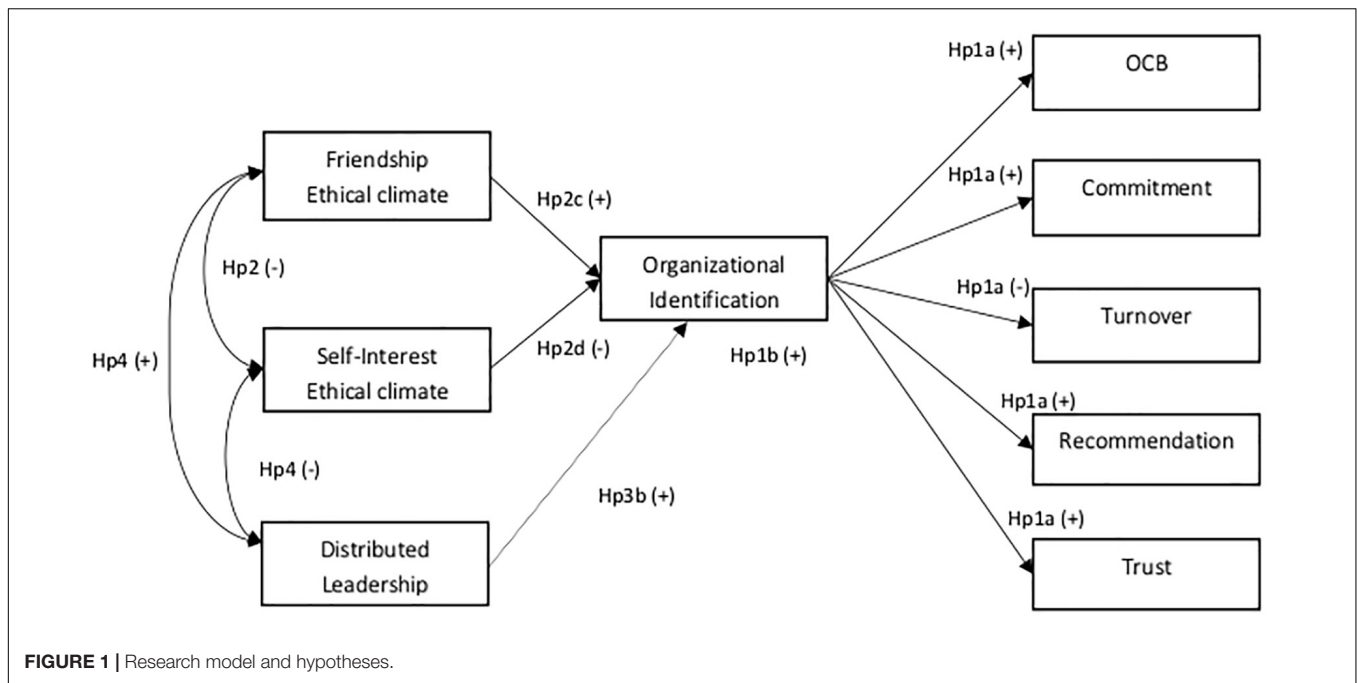 Hp1a (+)
OCB
Friendship
Ethical climate
Hp1a (+)
Commitment
Hp2c (+)
Hp2 (-)
Organizational
Identification
Hp1a (-)
Turnover
Hp4 (+)
Self-Interest
Ethical climate
Hp2d (-)
Hp1b (+)
Hp1a (+)
Recommendation
Hp4 (-)
Hp3b (+)
Hp1a (+)
Distributed
Leadership
Trust
FIGURE 1 | Research model and hypotheses.